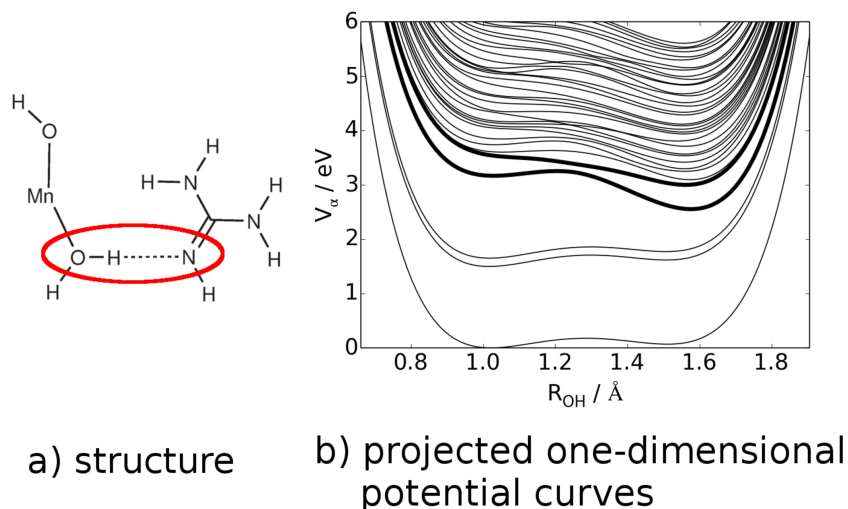 H
O
Mn
O
H
H
N
H
H
N
H
N
H
H
V_α / eV
6
5
4
3
2
1
0
0.8 1.0 1.2 1.4 1.6 1.8
R_OH / Å
a) structure
b) projected one-dimensional
potential curves